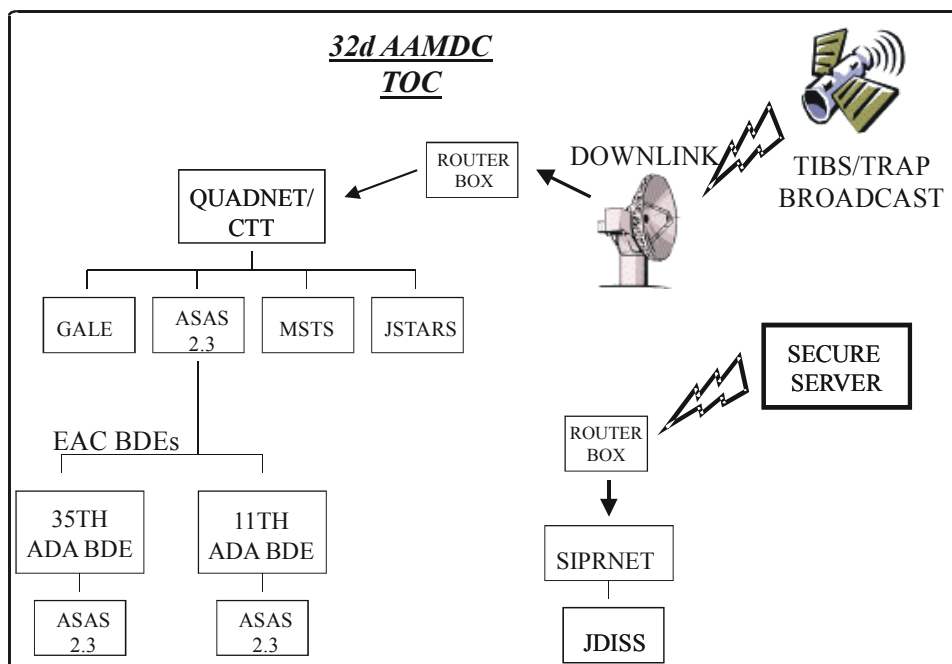 32d AAMDC
TOC
DOWNLINK
TIBS/TRAP
BROADCAST
ROUTER
BOX
QUADNET/
CTT
GALE
ASAS
2.3
MSTS
JSTARS
SECURE
SERVER
ROUTER
BOX
EAC BDEs
35TH
ADA BDE
11TH
ADA BDE
SIPRNET
ASAS
2.3
ASAS
2.3
JDISS